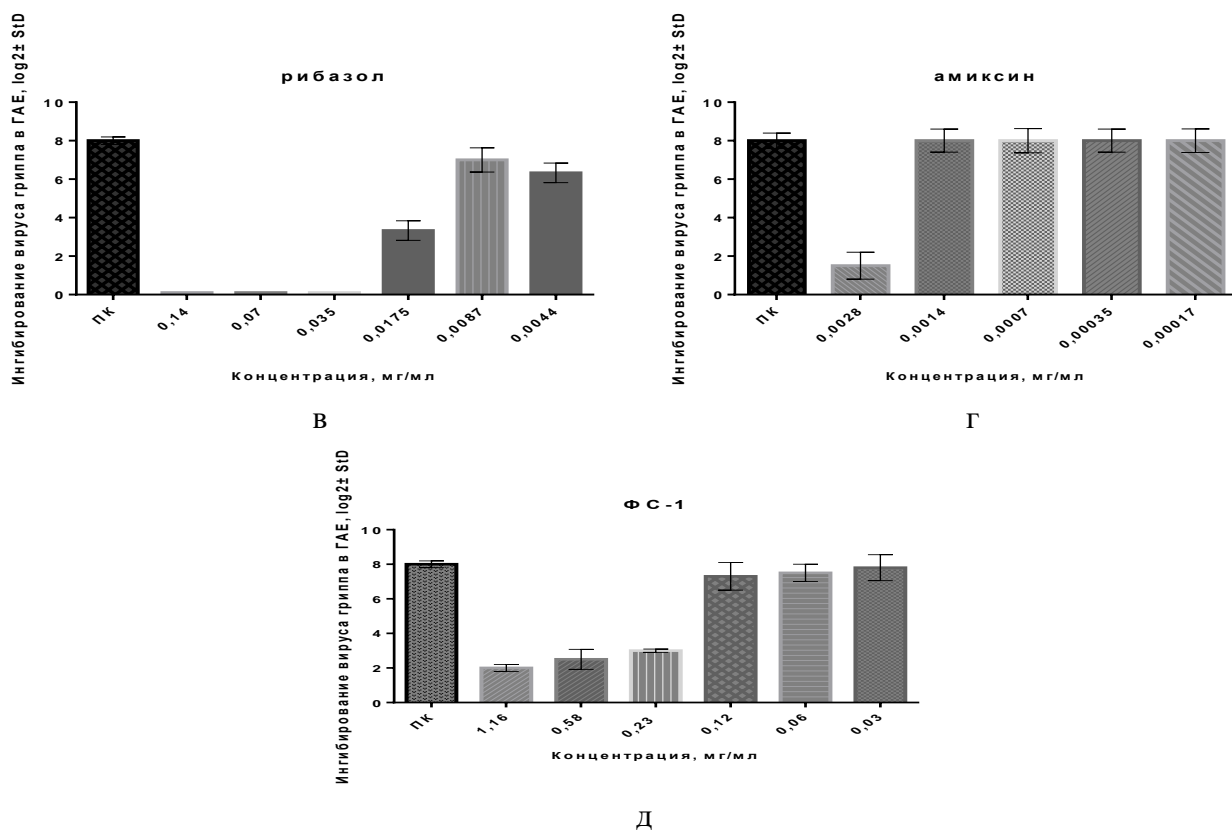 рибазол
Ингибирование вируса гриппа в ГАЕ, log2± StD
10
8
6
4
2
0
ПК
0,14
0,07
0,035
0,0175
0,0087
0,0044
Концентрация, мг/мл
В
амиксин
Ингибирование вируса гриппа в ГАЕ, log2± StD
10
8
6
4
2
0
ПК
0,0028
0,0014
0,0007
0,00035
0,00017
Концентрация, мг/мл
Г
ФС-1
Ингибирование вируса гриппа в ГАЕ, log2± StD
10
8
6
4
2
0
ПК
1,16
0,58
0,23
0,12
0,06
0,03
Концентрация, мг/мл
Д